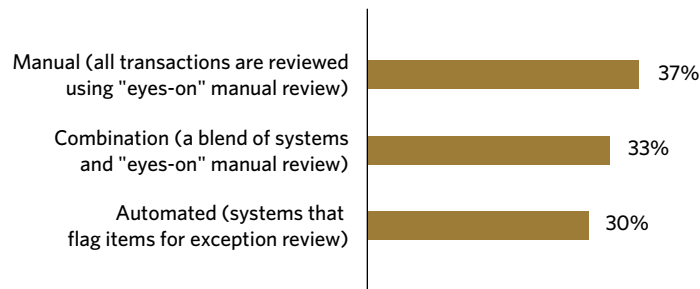 Manual (all transactions are reviewed
using "eyes-on" manual review)
37%
Combination (a blend of systems
and "eyes-on" manual review)
33%
Automated (systems that
flag items for exception review)
30%